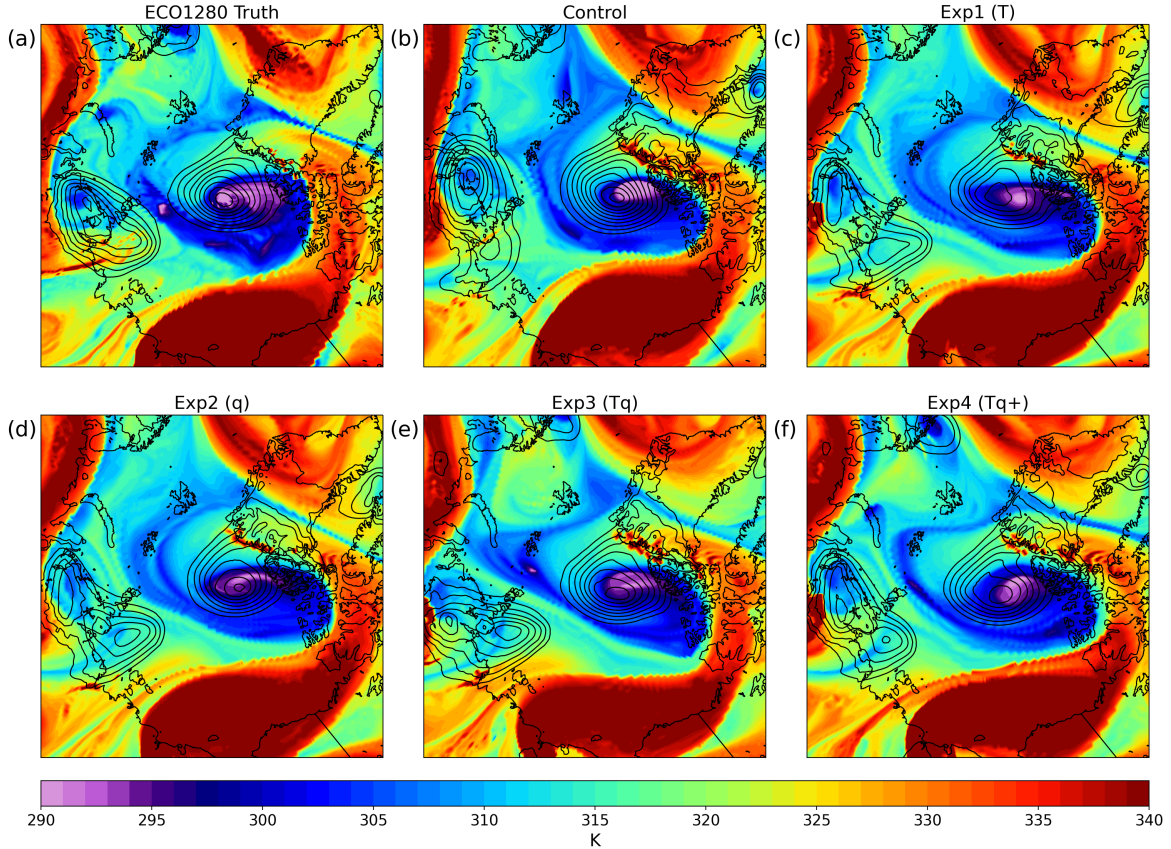 ECO1280 Truth
Control
Exp1 (T)
(a)
(b)
(c)
Exp2 (q)
Exp3 (Tq)
Exp4 (Tq+)
(d)
(e)
(f)
290 295 300 305 310 315 320 325 330 335 340
K